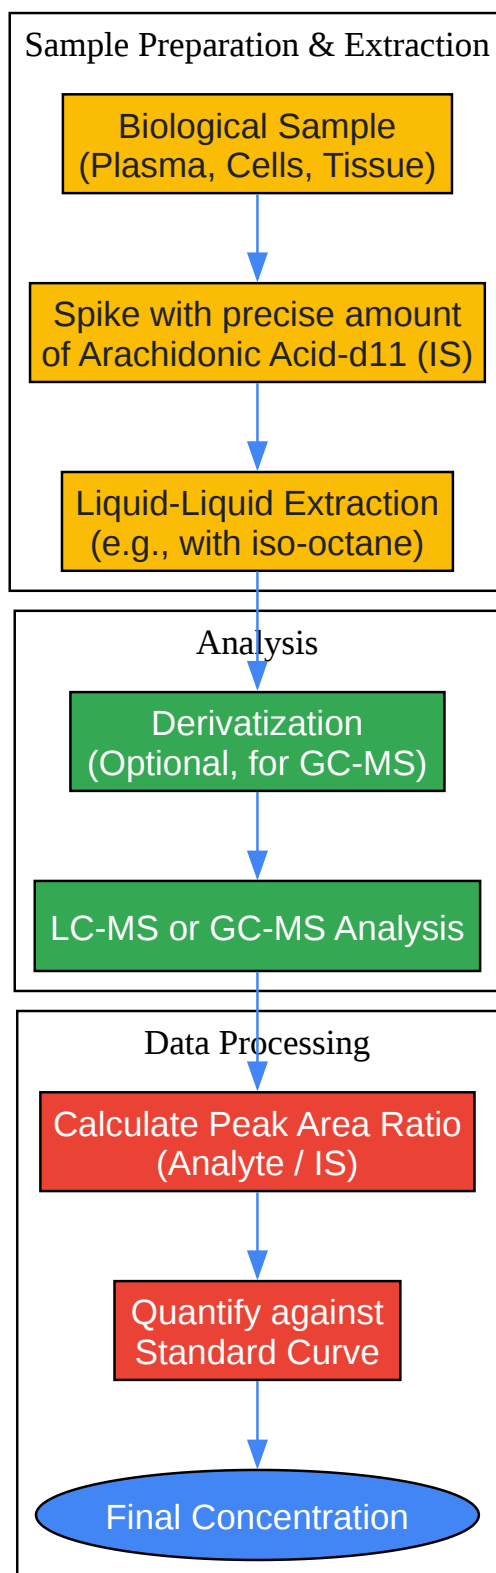 Sample Preparation & Extraction
Biological Sample
(Plasma, Cells, Tissue)
Spike with precise amount
of Arachidonic Acid-d11 (IS)
Liquid-Liquid Extraction
(e.g., with iso-octane)
Analysis
Derivatization
(Optional, for GC-MS)
LC-MS or GC-MS Analysis
Data Processing
Calculate Peak Area Ratio
(Analyte / IS)
Quantify against
Standard Curve
Final Concentration